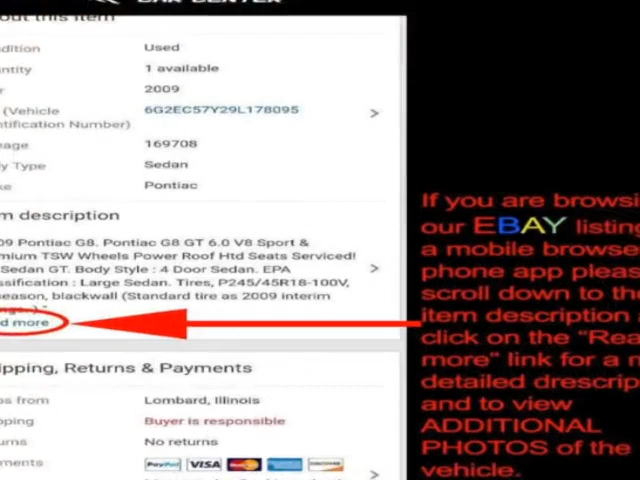 CAR CENTER
out this item
dition Used
ntity 1 available
r 2009
(Vehicle 6G2EC57Y29L178095
ntification Number)
eage 169708
y Type Sedan
ke Pontiac
m description
09 Pontiac G8. Pontiac G8 GT 6.0 V8 Sport &
mium TSW Wheels Power Roof Htd Seats Serviced!
Sedan GT. Body Style : 4 Door Sedan. EPA
ssification : Large Sedan. Tires, P245/45R18-100V,
season, blackwall (Standard tire as 2009 interim
d more
ipping, Returns & Payments
s from Lombard, Illinois
pping Buyer is responsible
urns No returns
ments PayPal VISA DISCOVER
If you are browsi
our EBAY listing
a mobile browse
phone app pleas
scroll down to th
item description a
click on the "Rea
more" link for a m
detailed drescrip
and to view
ADDITIONAL
PHOTOS of the
vehicle.